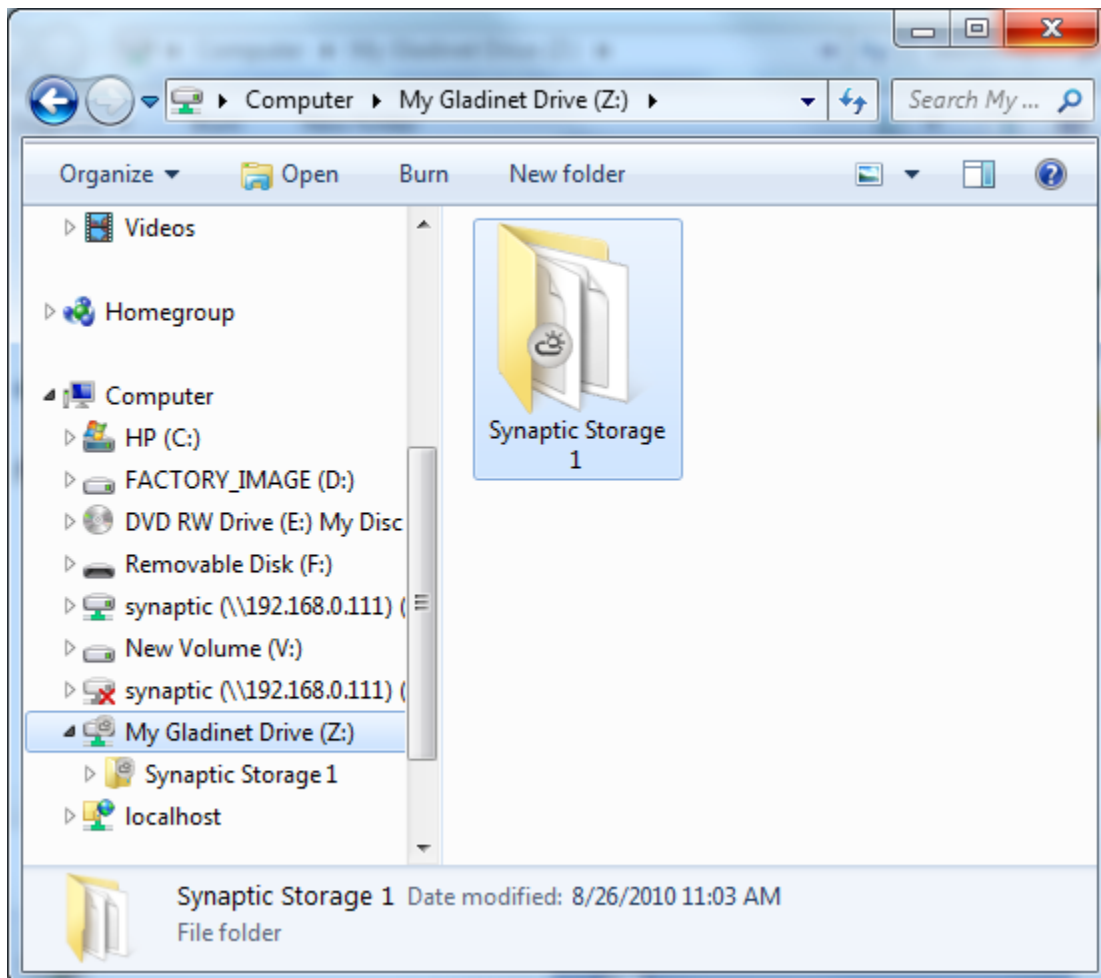 Computer ▸ My Gladinet Drive (Z:) ▸
Search My ...
Organize Open Burn New folder
Videos
Homegroup
Computer
HP (C:)
FACTORY_IMAGE (D:)
DVD RW Drive (E:) My Disc
Removable Disk (F:)
synaptic (\\192.168.0.111) (
New Volume (V:)
synaptic (\\192.168.0.111) (
My Gladinet Drive (Z:)
Synaptic Storage 1
localhost
Synaptic Storage
1
Synaptic Storage 1 Date modified: 8/26/2010 11:03 AM
File folder